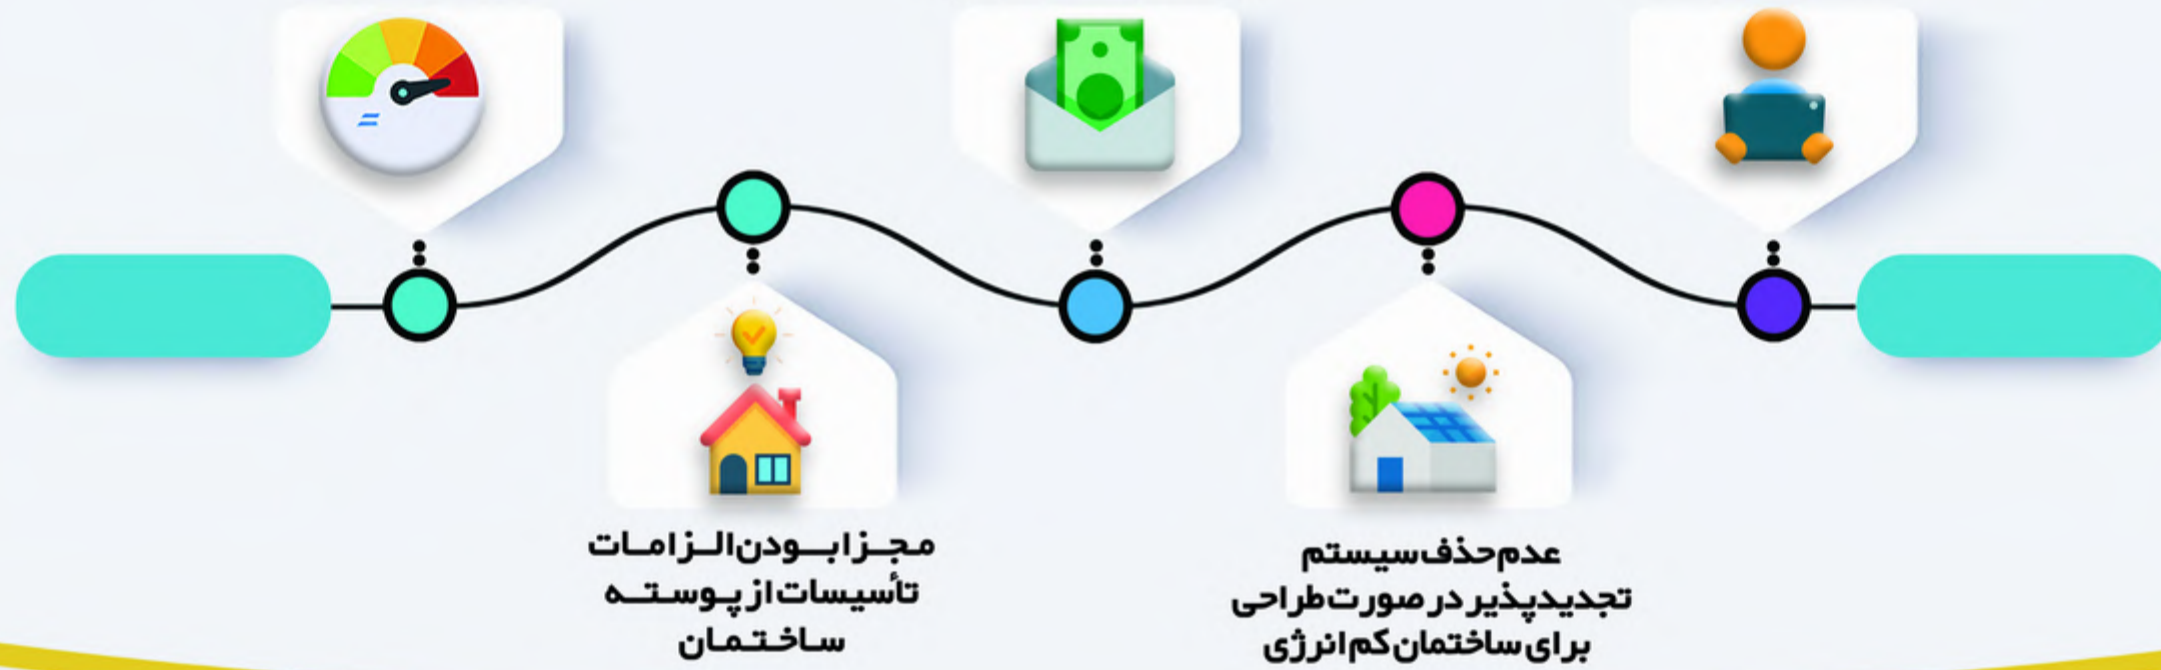 عدم حذف سیستم
تجدیدپذیر در صورت طراحی
برای ساختمان کم انرژی
مجزا بودن الزامات
تأسیسات از پوسته
ساختمان